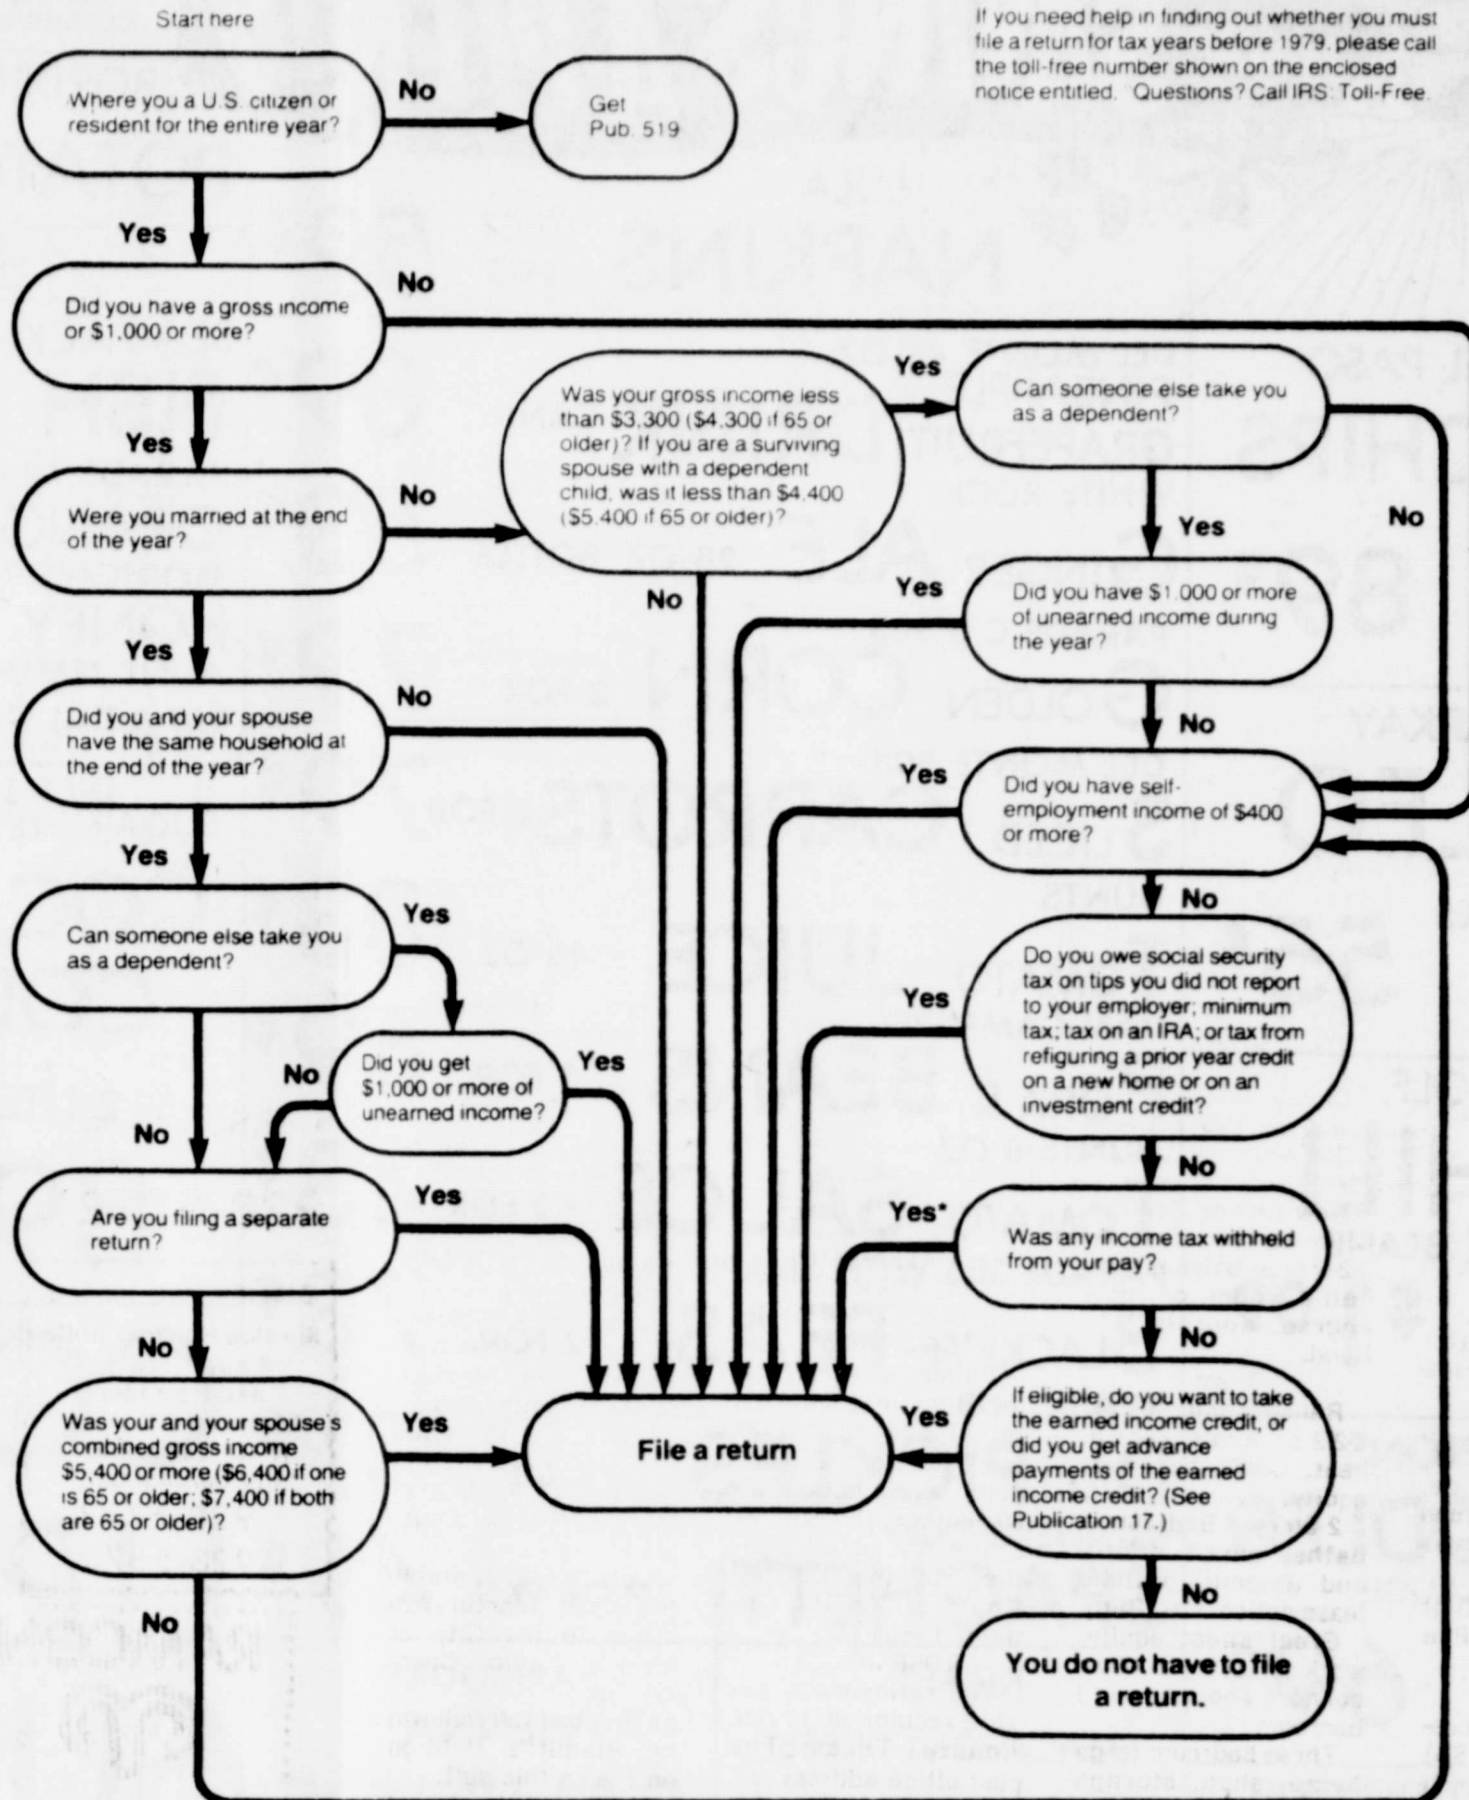 Start here
If you need help in finding out whether you must
file a return for tax years before 1979, please call
the toll-free number shown on the enclosed
notice entitled, Questions? Call IRS Toll-Free.
Where you a U.S. citizen or
resident for the entire year?
No
Get
Pub. 519
Yes
Did you have a gross income
or $1,000 or more?
No
Yes
Were you married at the end
of the year?
No
Was your gross income less
than $3,300 ($4,300 if 65 or
older)? If you are a surviving
spouse with a dependent
child, was it less than $4,400
($5,400 if 65 or older)?
Yes
Can someone else take you
as a dependent?
No
Yes
No
Yes
Did you have $1,000 or more
of unearned income during
the year?
Yes
No
Did you and your spouse
have the same household at
the end of the year?
No
Yes
Did you have self-
employment income of $400
or more?
Yes
No
Can someone else take you
as a dependent?
Yes
Do you owe social security
tax on tips you did not report
to your employer; minimum
tax; tax on an IRA; or tax from
refiguring a prior year credit
on a new home or on an
investment credit?
Yes
No
Did you get
$1,000 or more of
unearned income?
Yes
No
No
Are you filing a separate
return?
Yes
Yes*
Was any income tax withheld
from your pay?
No
No
Was your and your spouse's
combined gross income
$5,400 or more ($6,400 if one
is 65 or older; $7,400 if both
are 65 or older)?
Yes
File a return
Yes
If eligible, do you want to take
the earned income credit, or
did you get advance
payments of the earned
income credit? (See
Publication 17.)
No
No
You do not have to file
a return.